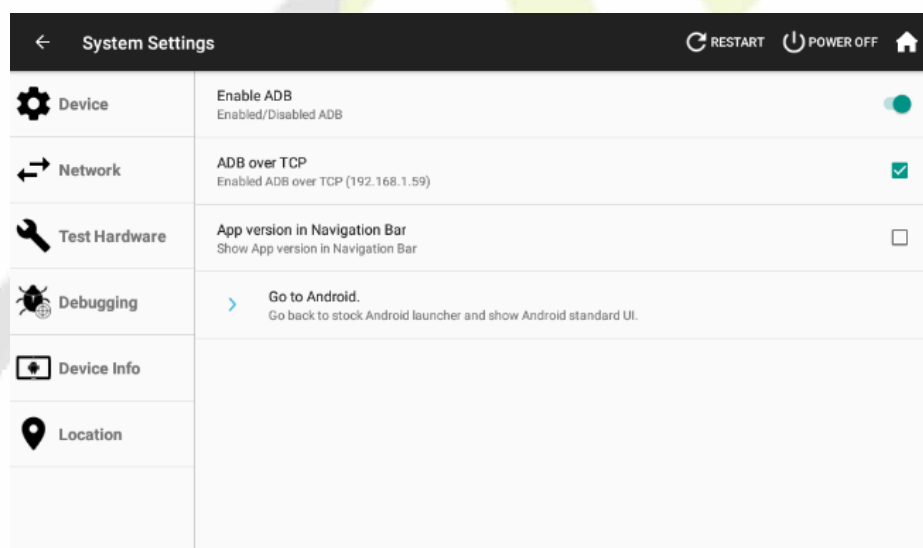 System Settings
RESTART
POWER OFF
Device
Network
Test Hardware
Debugging
Device Info
Location
Enable ADB
Enabled/Disabled ADB
ADB over TCP
Enabled ADB over TCP (192.168.1.59)
App version in Navigation Bar
Show App version in Navigation Bar
Go to Android.
Go back to stock Android launcher and show Android standard UI.